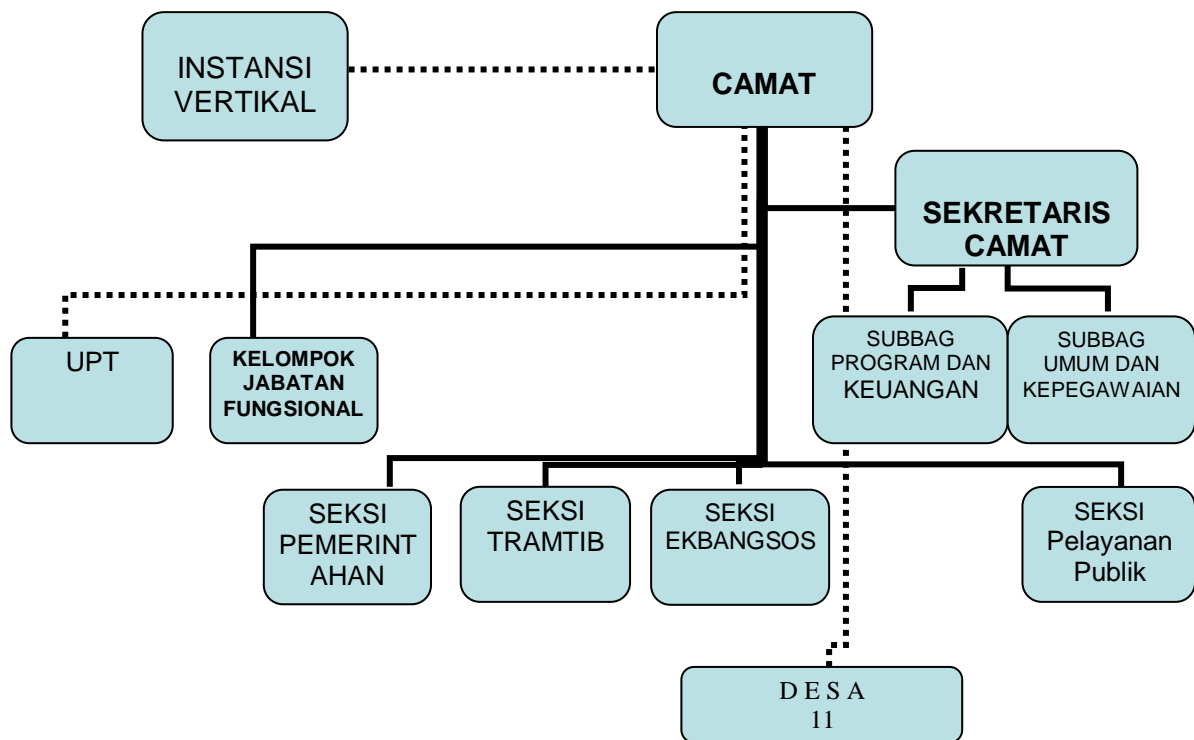 INSTANSI
VERTIKAL
CAMAT
SEKRETARIS
CAMAT
UPT
KELOMPOK
JABATAN
FUNGSIONAL
SUBBAG
PROGRAM DAN
KEUANGAN
SUBBAG
UMUM DAN
KEPEGAWAIAN
SEKSI
PEMERINT
AHAN
SEKSI
TRAMTIB
SEKSI
EKBANGSOS
SEKSI
Pelayanan
Publik
D E S A
11